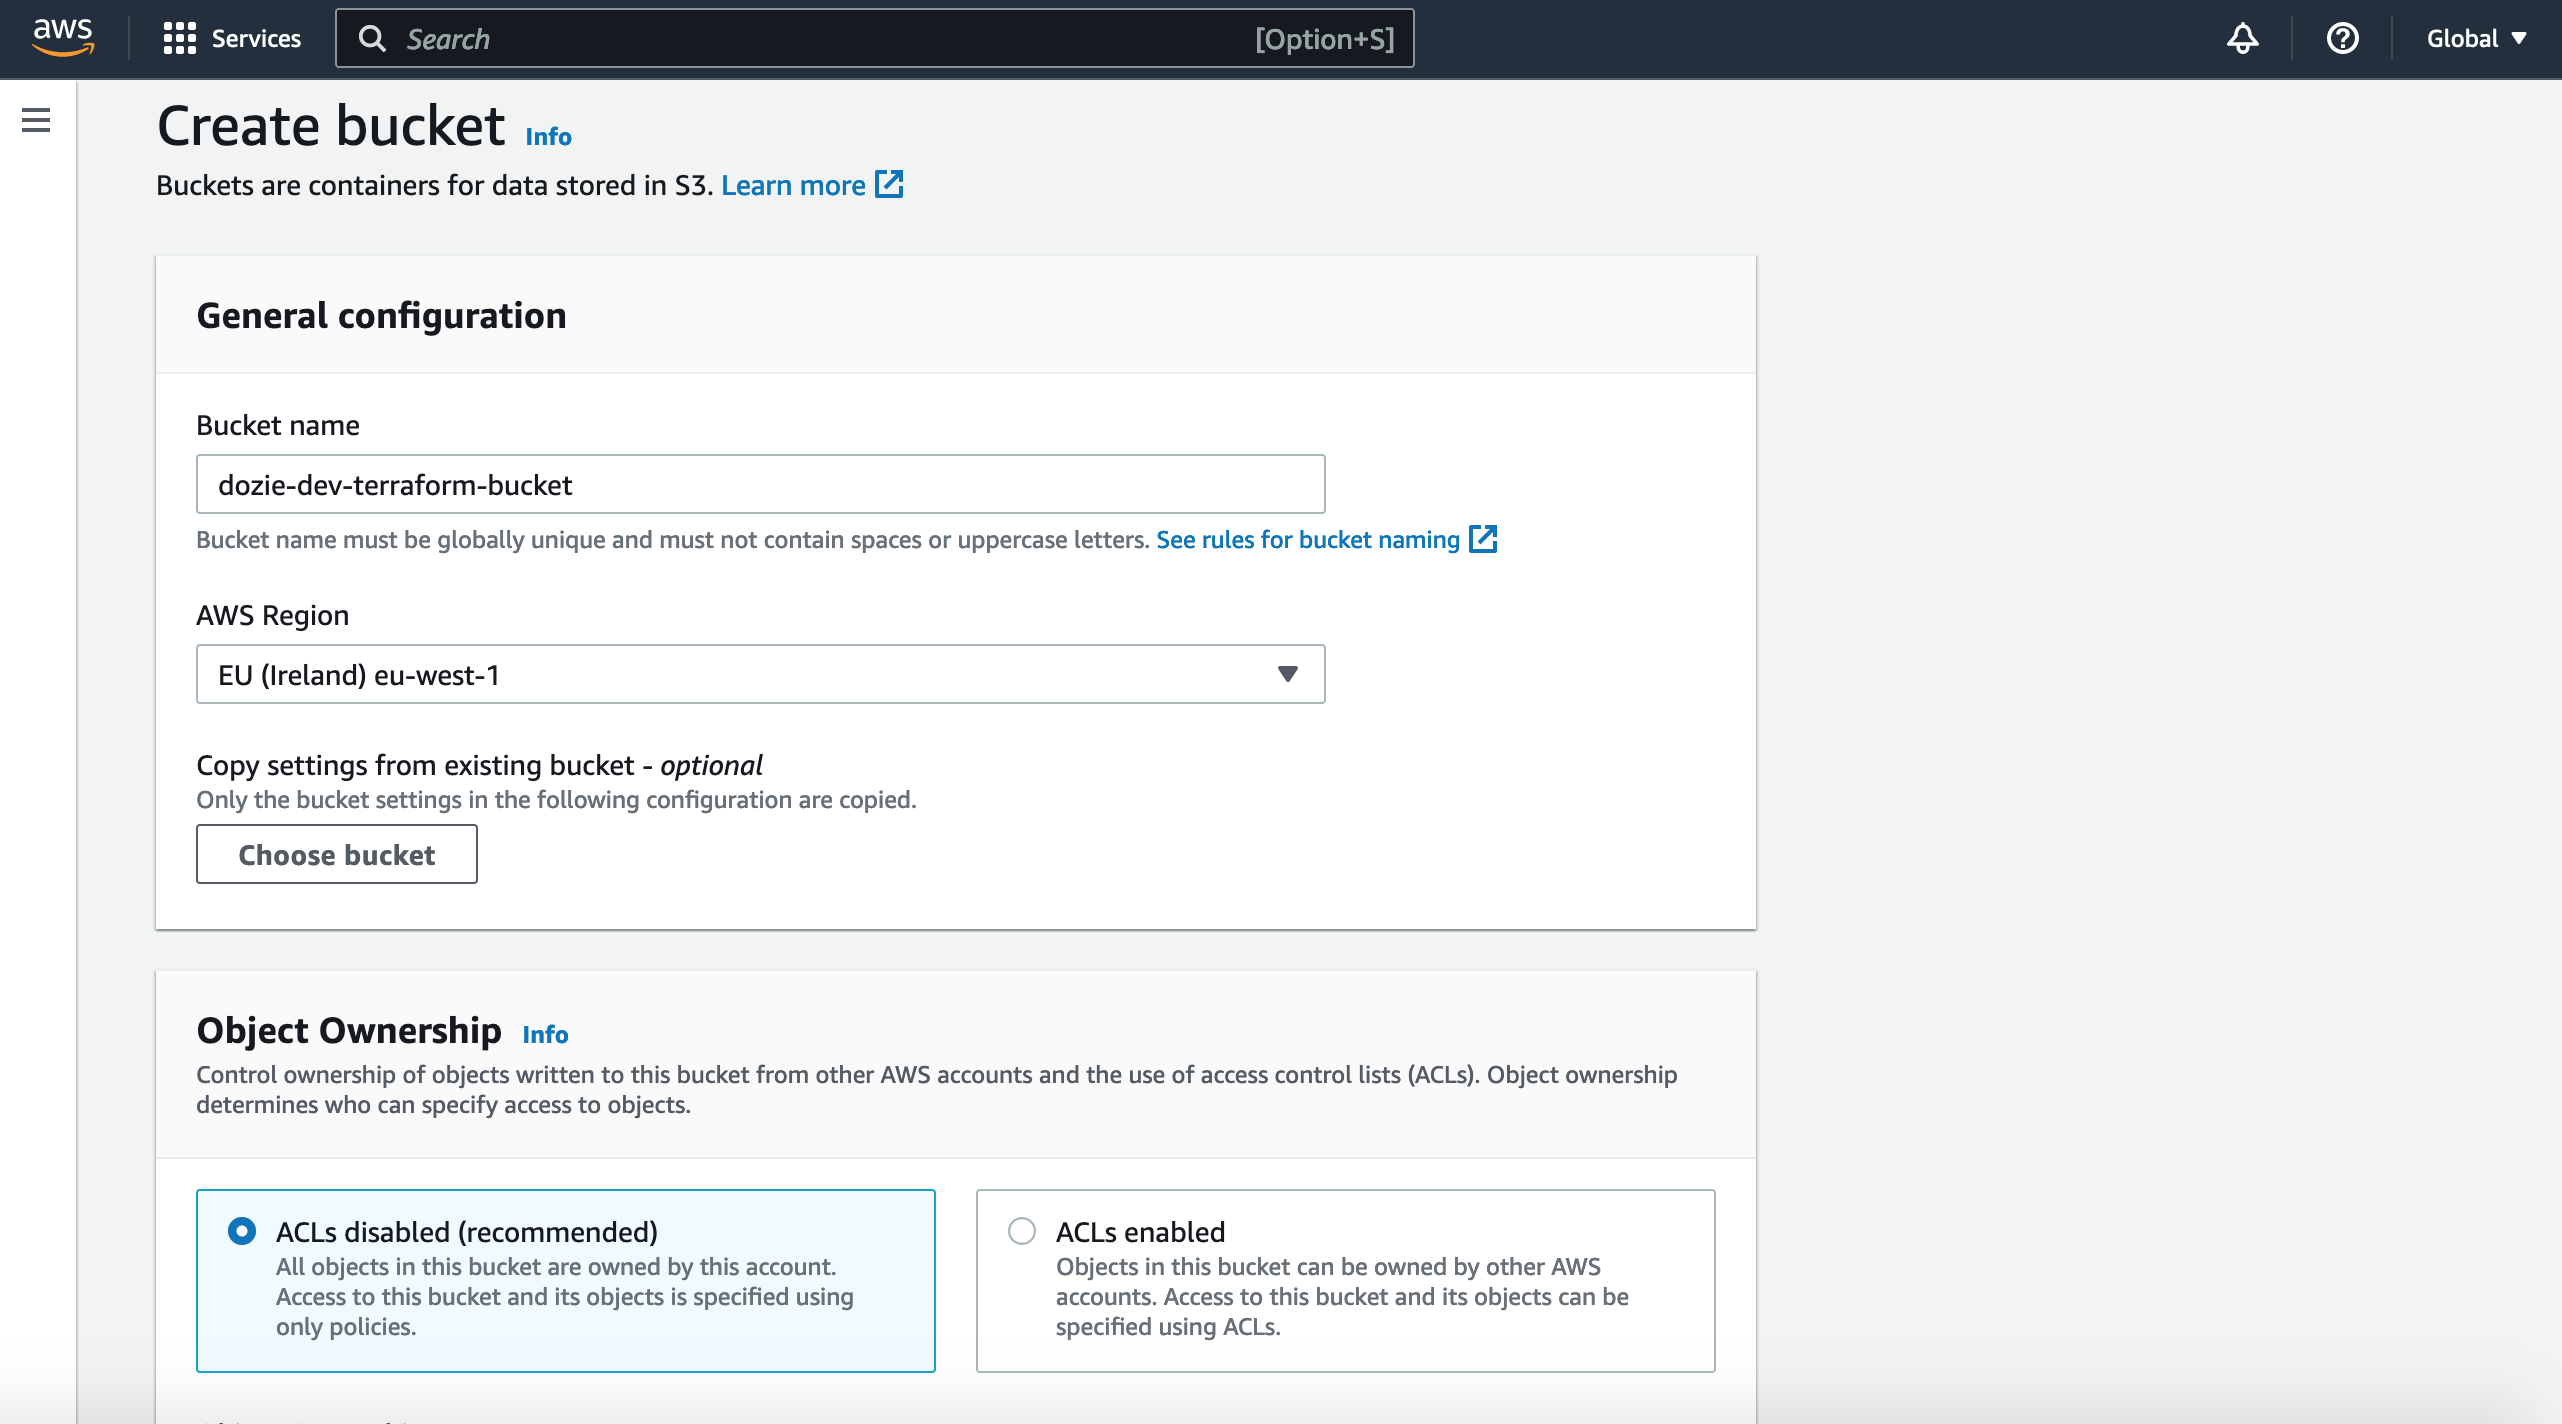 aws
Services
Search
[Option+S]
Global
Create bucket Info
Buckets are containers for data stored in S3. Learn more
General configuration
Bucket name
dozie-dev-terraform-bucket
Bucket name must be globally unique and must not contain spaces or uppercase letters. See rules for bucket naming
AWS Region
EU (Ireland) eu-west-1
Copy settings from existing bucket - optional
Only the bucket settings in the following configuration are copied.
Choose bucket
Object Ownership Info
Control ownership of objects written to this bucket from other AWS accounts and the use of access control lists (ACLs). Object ownership
determines who can specify access to objects.
ACLs disabled (recommended)
All objects in this bucket are owned by this account.
Access to this bucket and its objects is specified using
only policies.
ACLs enabled
Objects in this bucket can be owned by other AWS
accounts. Access to this bucket and its objects can be
specified using ACLs.